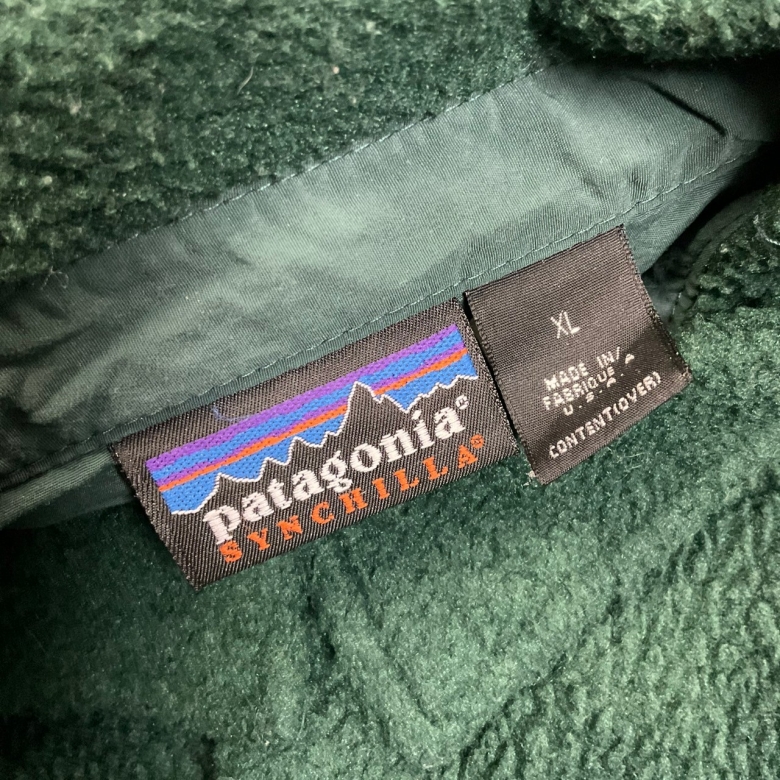 patagonia®
SYNCHILLA®
XL
MADE IN/A
FABRIQUE A
U.S.A
CONTENT(OVER)